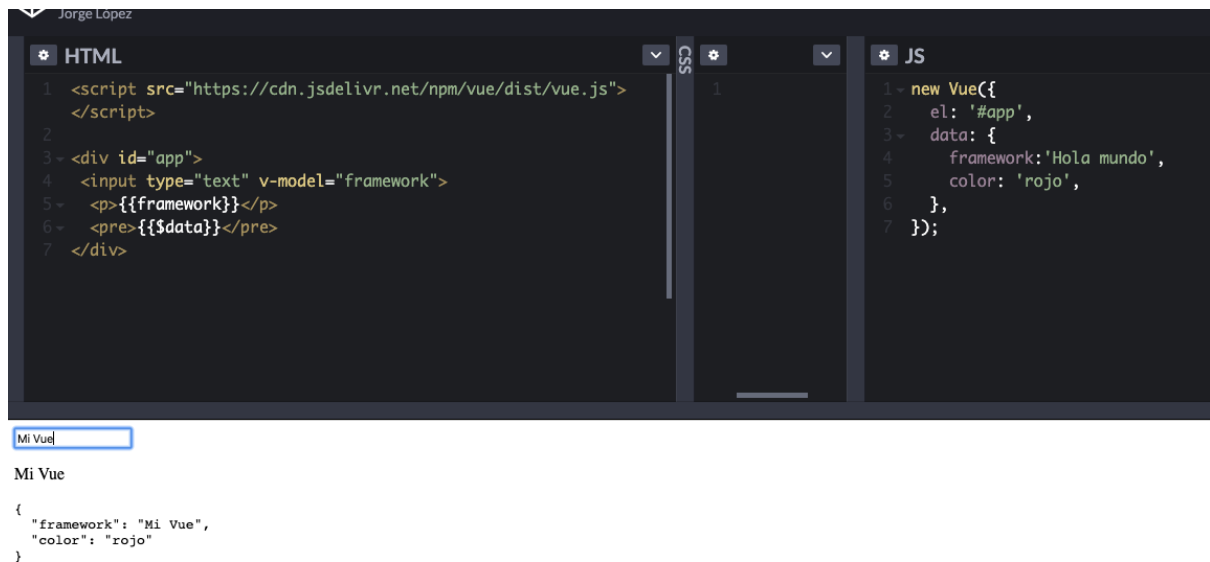 Jorge López
HTML
1 <script src="https://cdn.jsdelivr.net/npm/vue/dist/vue.js">
</script>
2
3 <div id="app">
4 <input type="text" v-model="framework">
5 <p>{{framework}}</p>
6 <pre>{{$data}}</pre>
7 </div>
CSS
1
JS
1 new Vue({
2 el: '#app',
3 data: {
4 framework:'Hola mundo',
5 color: 'rojo',
6 },
7 });
Mi Vue
Mi Vue
{
"framework": "Mi Vue",
"color": "rojo"
}